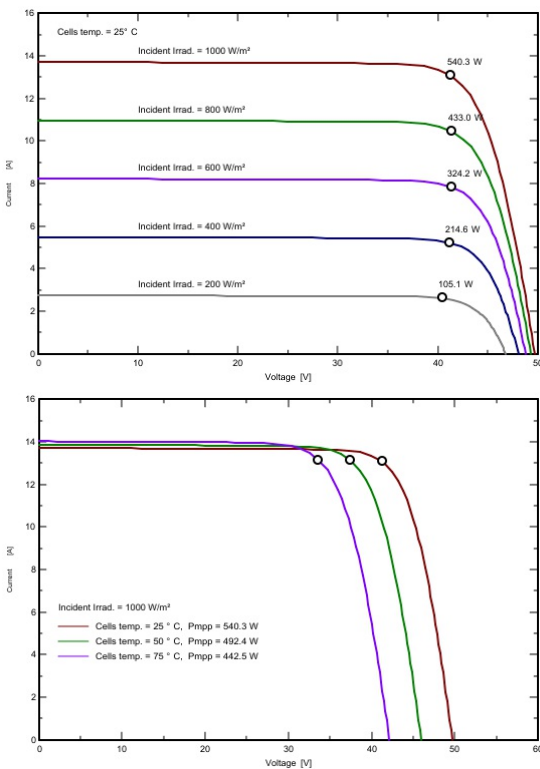 16
Cells temp. = 25° C
Incident Irrad. = 1000 W/m²
540.3 W
14
12
Incident Irrad. = 800 W/m²
433.0 W
10
Current [A]
Incident Irrad. = 600 W/m²
324.2 W
8
6
Incident Irrad. = 400 W/m²
214.6 W
4
Incident Irrad. = 200 W/m²
105.1 W
2
0
0 10 20 30 40 50
Voltage [V]
16
14
12
10
Current [A]
8
6
Incident Irrad. = 1000 W/m²
Cells temp. = 25 ° C, Pmpp = 540.3 W
Cells temp. = 50 ° C, Pmpp = 492.4 W
Cells temp. = 75 ° C, Pmpp = 442.5 W
4
2
0
0 10 20 30 40 50 60
Voltage [V]